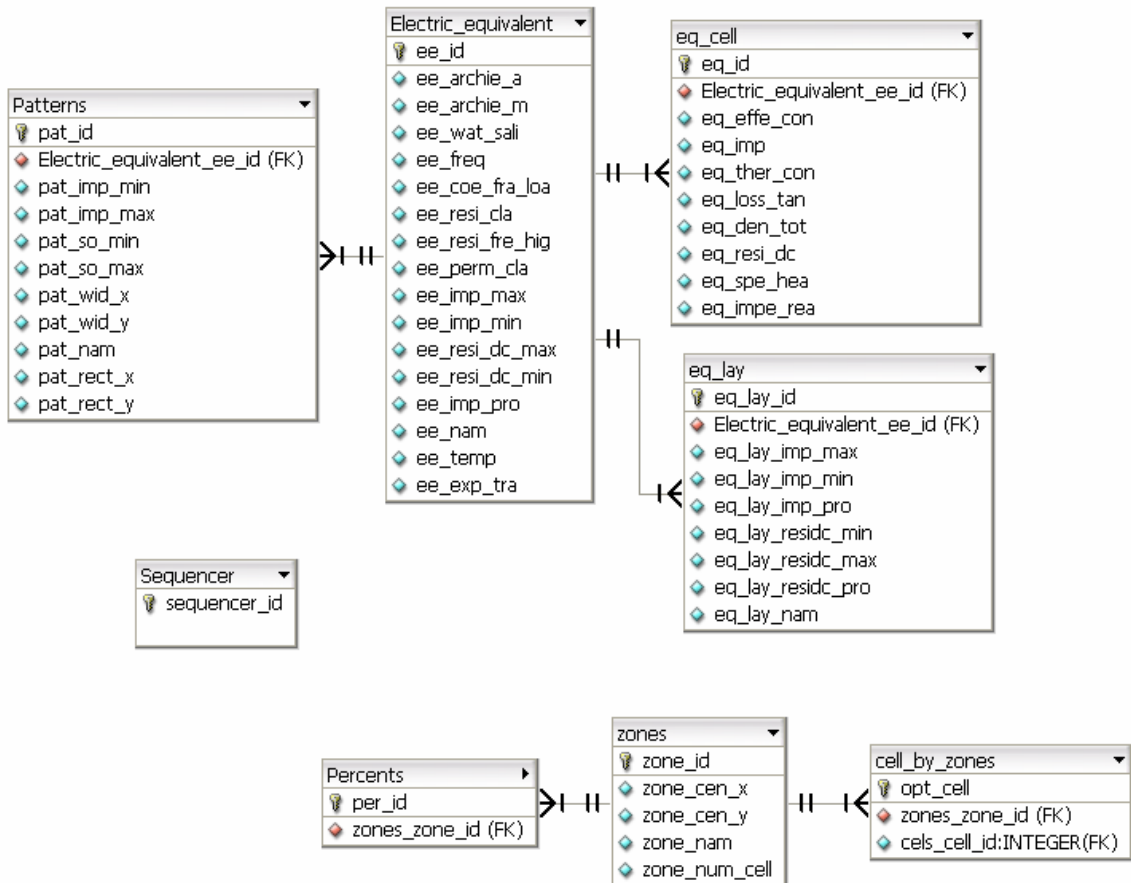 Electric_equivalent
ee_id
ee_archie_a
ee_archie_m
ee_wat_sali
ee_freq
ee_coe_fra_loa
ee_resi_cla
ee_resi_fre_hig
ee_perm_cla
ee_imp_max
ee_imp_min
ee_resi_dc_max
ee_resi_dc_min
ee_imp_pro
ee_nam
ee_temp
ee_exp_tra
eq_cell
eq_id
Electric_equivalent_ee_id (FK)
eq_effe_con
eq_imp
eq_ther_con
eq_loss_tan
eq_den_tot
eq_resi_dc
eq_spe_hea
eq_impe_rea
Patterns
pat_id
Electric_equivalent_ee_id (FK)
pat_imp_min
pat_imp_max
pat_so_min
pat_so_max
pat_wid_x
pat_wid_y
pat_nam
pat_rect_x
pat_rect_y
eq_lay
eq_lay_id
Electric_equivalent_ee_id (FK)
eq_lay_imp_max
eq_lay_imp_min
eq_lay_imp_pro
eq_lay_residc_min
eq_lay_residc_max
eq_lay_residc_pro
eq_lay_nam
Sequencer
sequencer_id
Percents
per_id
zones_zone_id (FK)
zones
zone_id
zone_cen_x
zone_cen_y
zone_nam
zone_num_cell
cell_by_zones
opt_cell
zones_zone_id (FK)
cels_cell_id:INTEGER(FK)